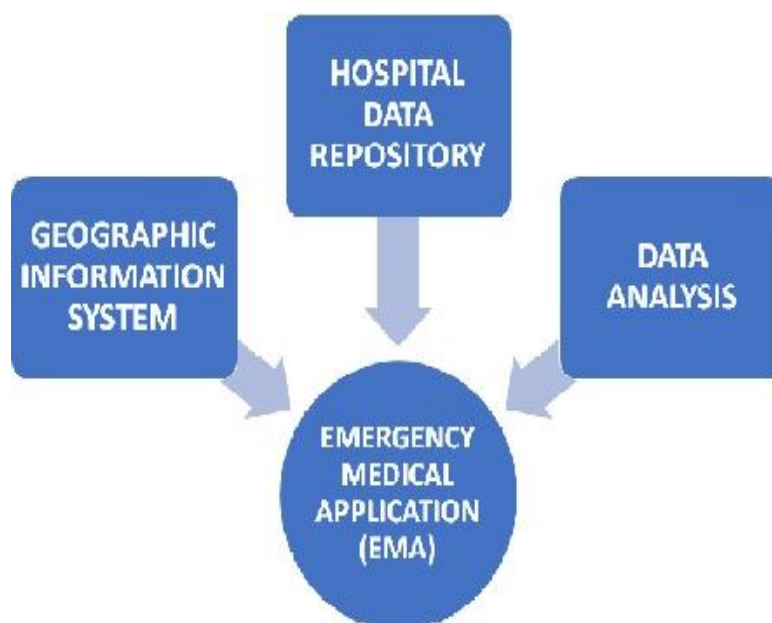 HOSPITAL
DATA
REPOSITORY
GEOGRAPHIC
INFORMATION
SYSTEM
DATA
ANALYSIS
EMERGENCY
MEDICAL
APPLICATION
(EMA)